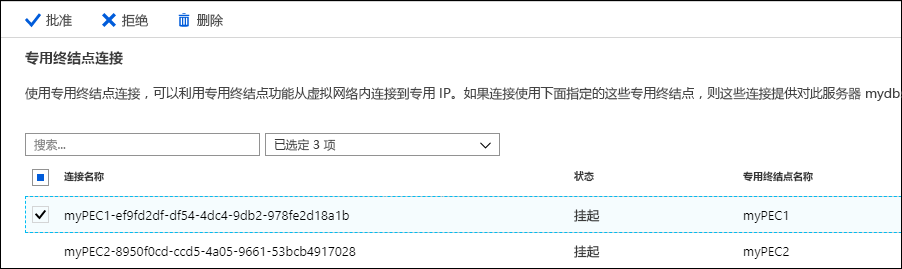 批准 拒绝 删除
专用终结点连接
使用专用终结点连接，可以利用专用终结点功能从虚拟网络内连接到专用 IP。如果连接使用下面指定的这些专用终结点，则这些连接提供对此服务器 mydb
搜索... 已选定 3 项
连接名称 状态 专用终结点名称
myPEC1-ef9fd2df-df54-4dc4-9db2-978fe2d18a1b 挂起 myPEC1
myPEC2-8950f0cd-ccd5-4a05-9661-53bcb4917028 挂起 myPEC2